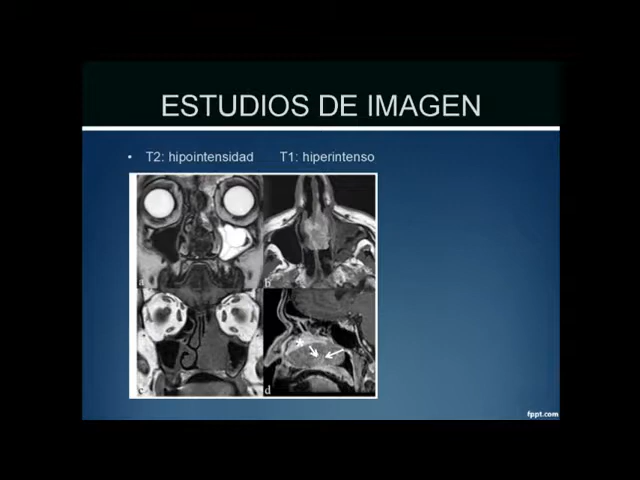 ESTUDIOS DE IMAGEN
• T2: hipointensidad T1: hiperintenso
a b
c d
fppt.com